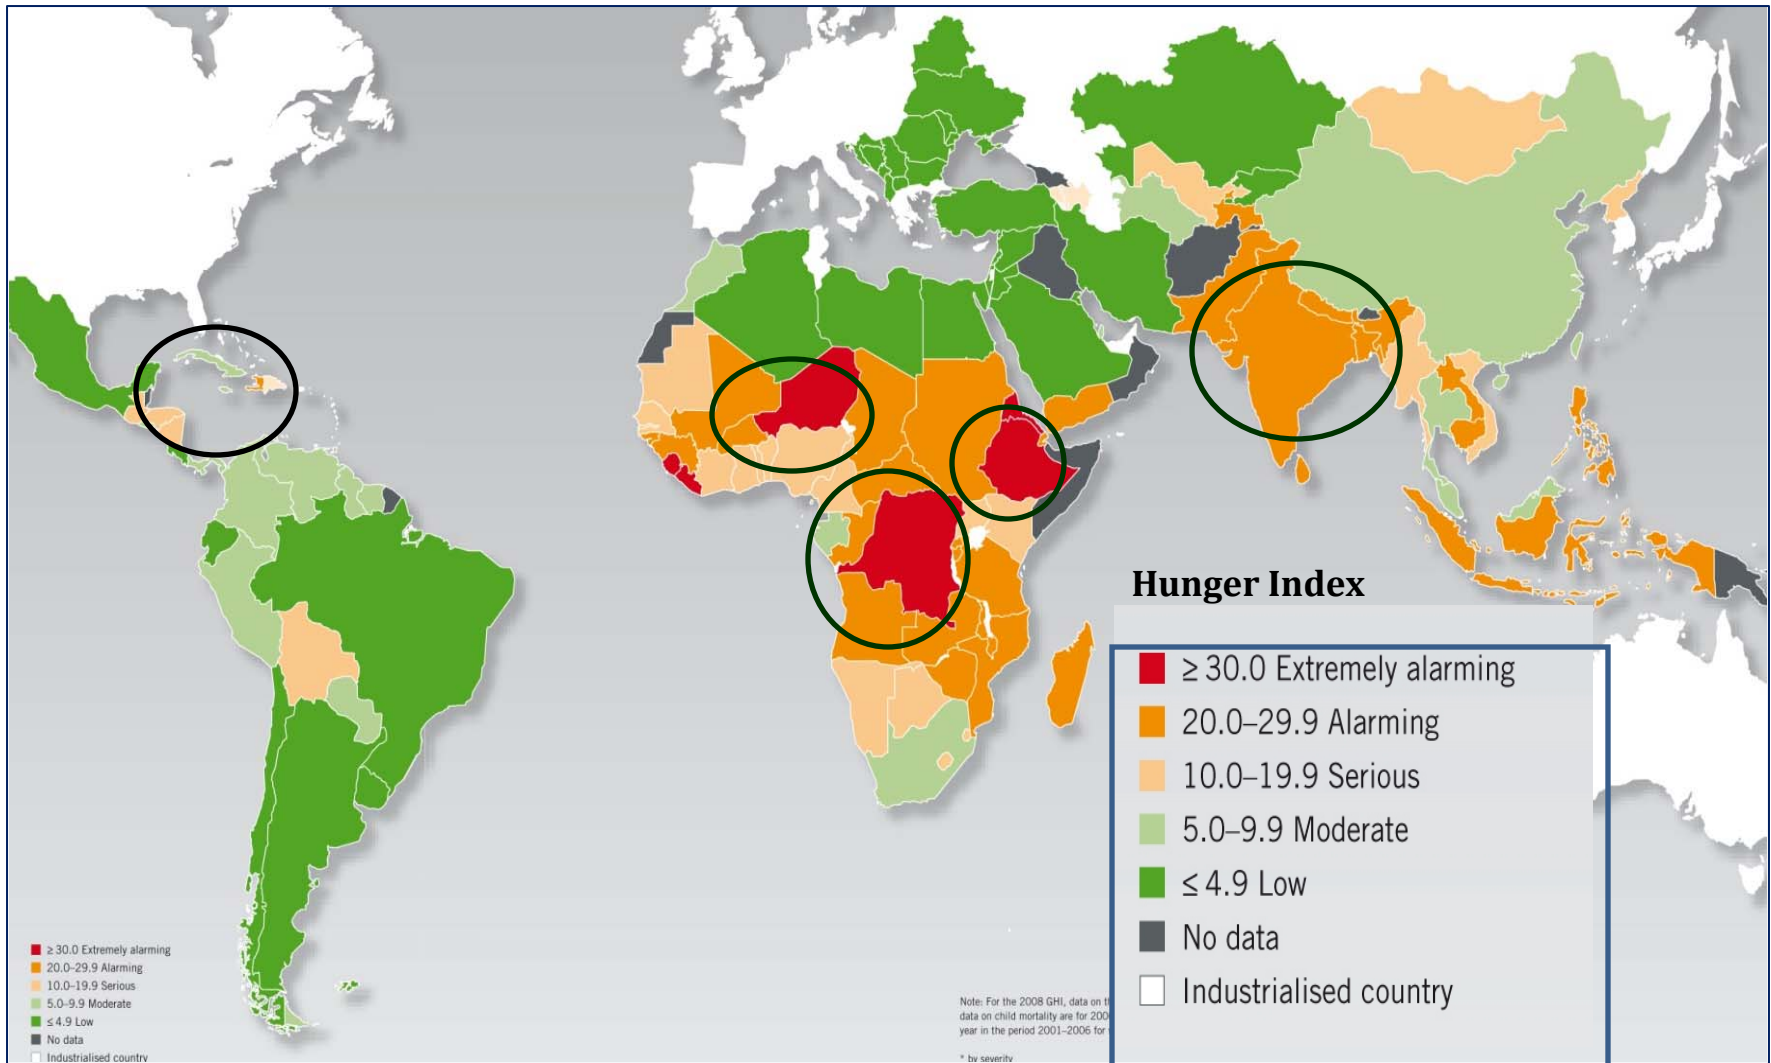 Hunger Index
≥ 30.0 Extremely alarming
20.0–29.9 Alarming
10.0–19.9 Serious
5.0–9.9 Moderate
≤ 4.9 Low
No data
Industrialised country
≥ 30.0 Extremely alarming
20.0–29.9 Alarming
10.0–19.9 Serious
5.0–9.9 Moderate
≤ 4.9 Low
No data
Industrialised country
Note: For the 2008 GHI, data on
data on child mortality are for 200
year in the period 2001–2006 for
* by severity